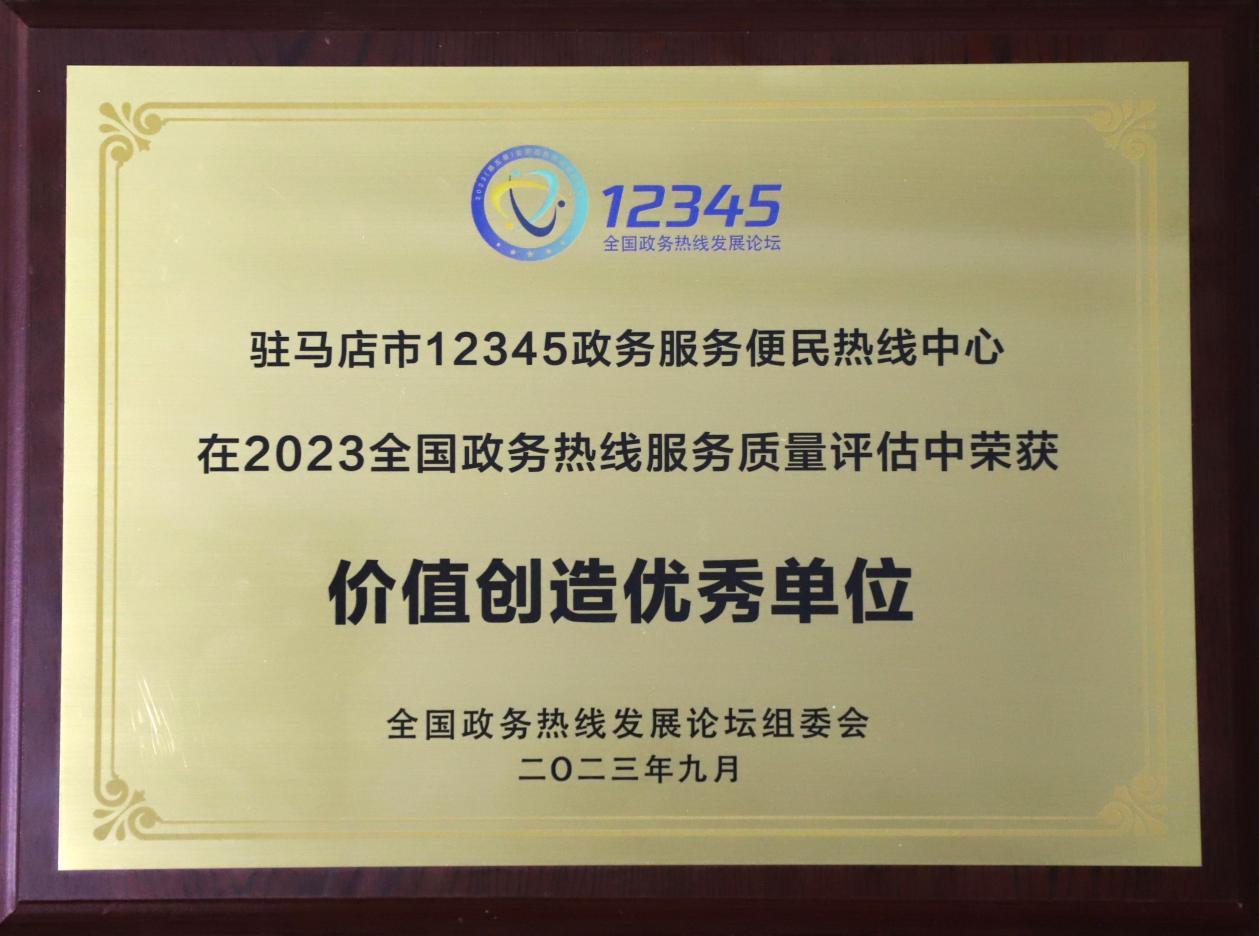 12345
全国政务热线发展论坛
驻马店市12345政务服务便民热线中心
在2023全国政务热线服务质量评估中荣获
价值创造优秀单位
全国政务热线发展论坛组委会
二〇二三年九月